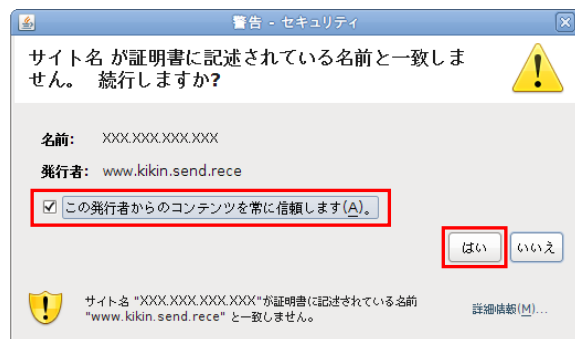 警告 - セキュリティ
サイト名 が証明書に記述されている名前と一致しま
せん。 続行しますか?
名前: XXX.XXX.XXX.XXX
発行者: www.kikin.send.rece
この発行者からのコンテンツを常に信頼します(A)。
はい いいえ
サイト名 "XXX.XXX.XXX.XXX"が証明書に記述されている名前
"www.kikin.send.rece" と一致しません。
詳細情報(M)...